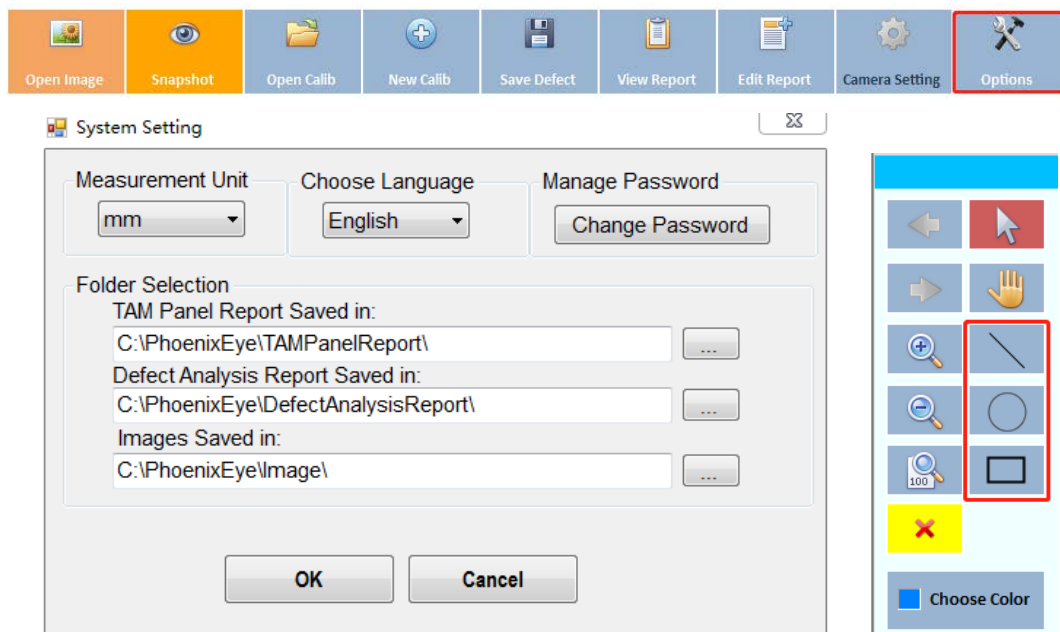 Open Image Snapshot Open Calib New Calib Save Defect View Report Edit Report Camera Setting Options
System Setting
Measurement Unit Choose Language Manage Password
mm English Change Password
Folder Selection
TAM Panel Report Saved in:
C:\PhoenixEye\TAMPanelReport\ ...
Defect Analysis Report Saved in:
C:\PhoenixEye\DefectAnalysisReport\ ...
Images Saved in:
C:\PhoenixEye\Image\ ...
OK Cancel
100
Choose Color